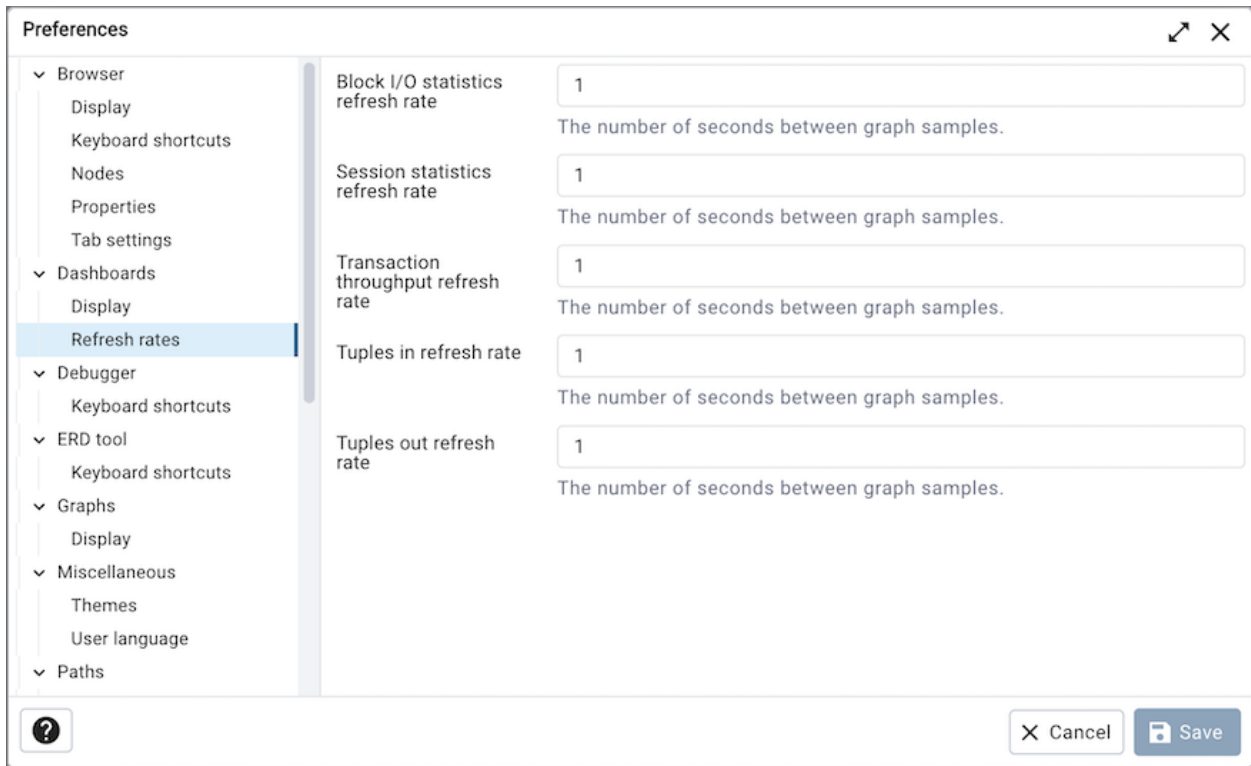 Preferences
Browser
Display
Keyboard shortcuts
Nodes
Properties
Tab settings
Dashboards
Display
Refresh rates
Debugger
Keyboard shortcuts
ERD tool
Keyboard shortcuts
Graphs
Display
Miscellaneous
Themes
User language
Paths
Block I/O statistics
refresh rate
1
The number of seconds between graph samples.
Session statistics
refresh rate
1
The number of seconds between graph samples.
Transaction
throughput refresh
rate
1
The number of seconds between graph samples.
Tuples in refresh rate
1
The number of seconds between graph samples.
Tuples out refresh
rate
1
The number of seconds between graph samples.
?
Cancel
Save